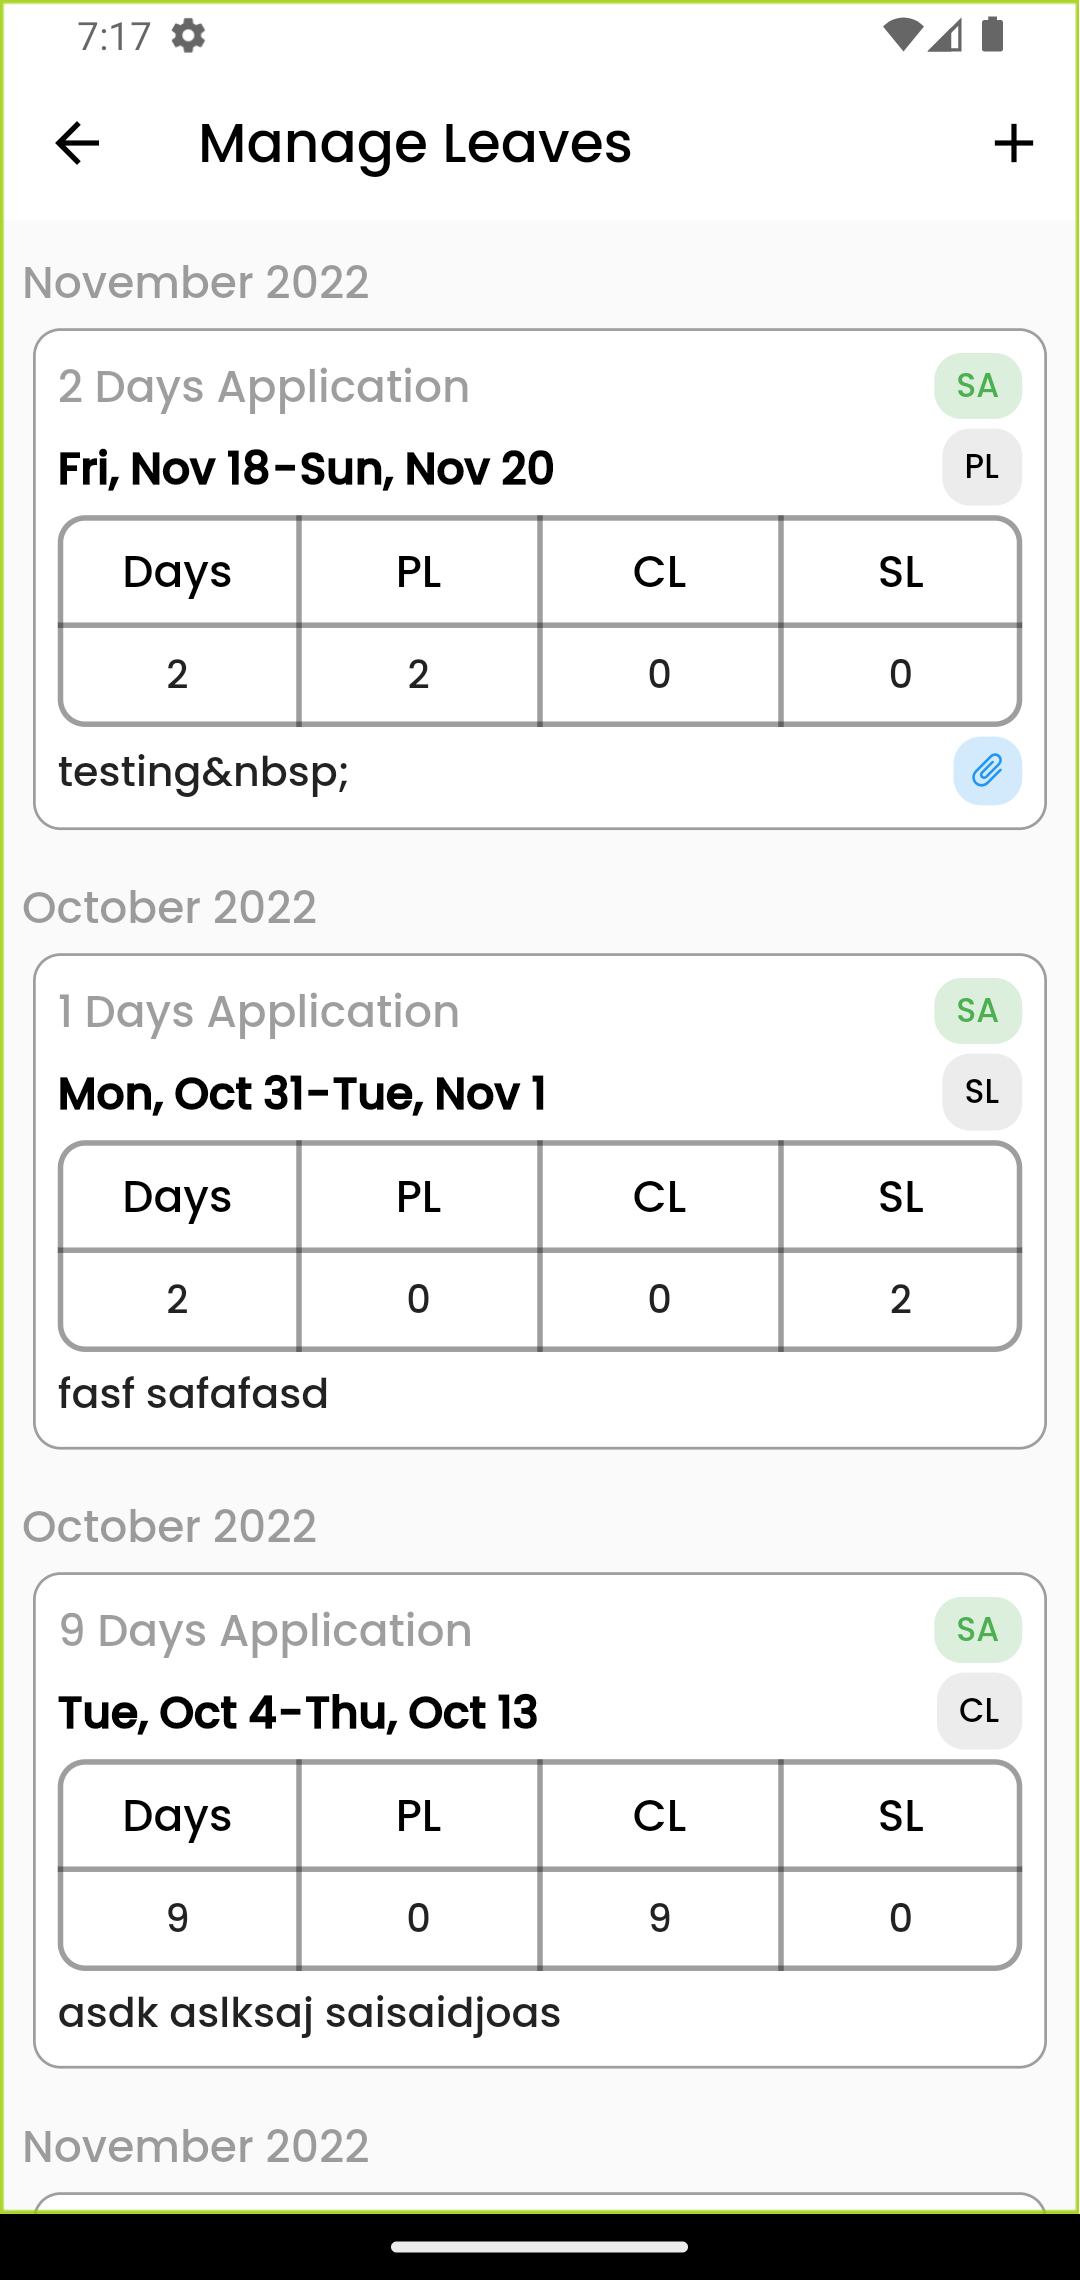 7:17
Manage Leaves
November 2022
2 Days Application SA
Fri, Nov 18-Sun, Nov 20 PL
Days PL CL SL
2 2 0 0
testing&nbsp;
October 2022
1 Days Application SA
Mon, Oct 31-Tue, Nov 1 SL
Days PL CL SL
2 0 0 2
fasf safafasd
October 2022
9 Days Application SA
Tue, Oct 4-Thu, Oct 13 CL
Days PL CL SL
9 0 9 0
asdk aslksaj saisaidjoas
November 2022